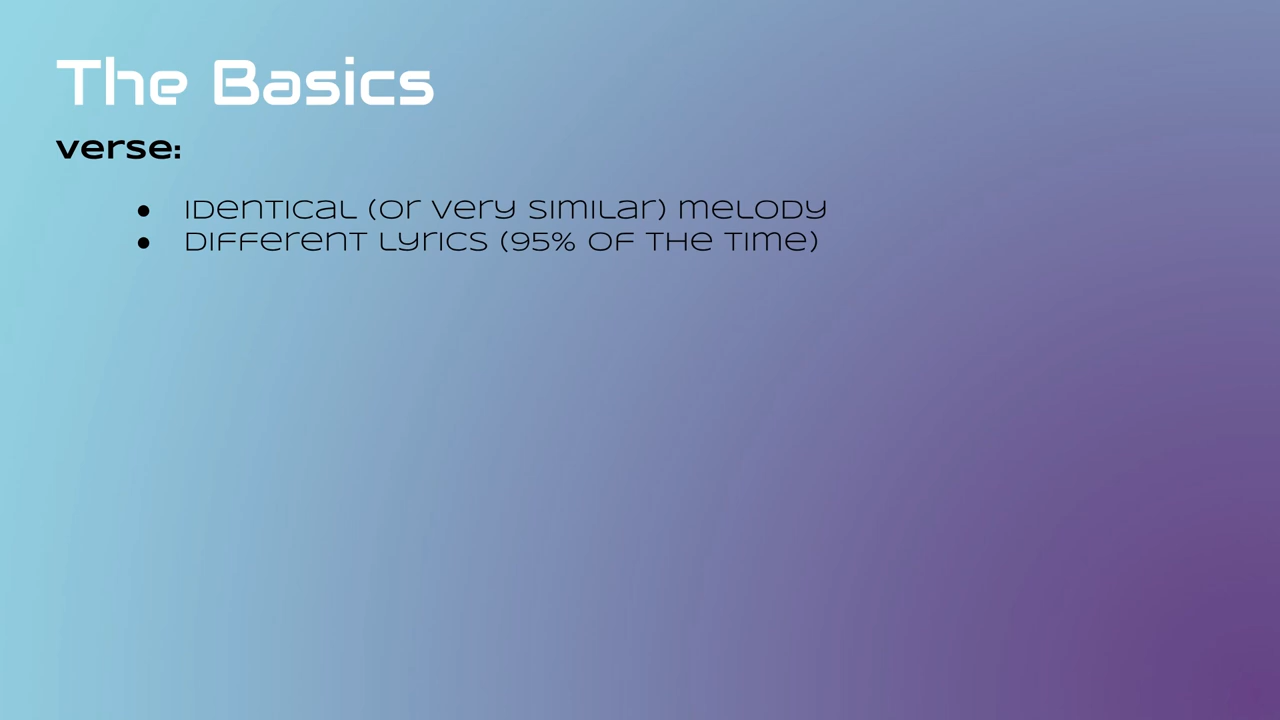 The Basics
verse:
● Identical (or very similar) melody
● Different lyrics (95% of the time)